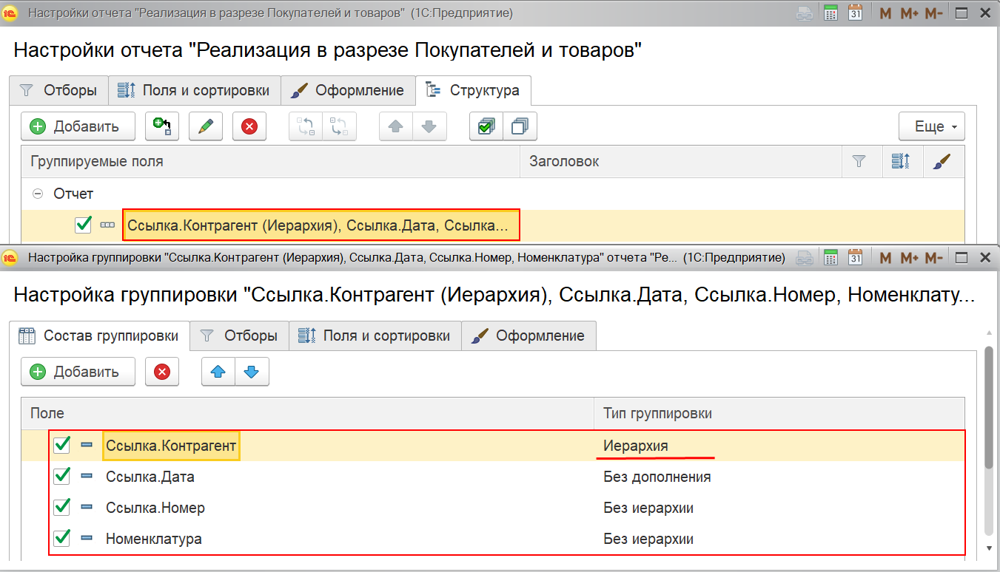 1С Настройки отчета "Реализация в разрезе Покупателей и товаров" (1С:Предприятие) 31 M M+ M-
Настройки отчета "Реализация в разрезе Покупателей и товаров"
Отборы Поля и сортировки Оформление Структура
Добавить Еще
Группируемые поля Заголовок
Отчет
Ссылка.Контрагент (Иерархия), Ссылка.Дата, Ссылка...
1С Настройка группировки "Ссылка.Контрагент (Иерархия), Ссылка.Дата, Ссылка.Номер, Номенклатура" отчета "Ре... (1С:Предприятие) 31 M M+ M-
Настройка группировки "Ссылка.Контрагент (Иерархия), Ссылка.Дата, Ссылка.Номер, Номенклату...
Состав группировки Отборы Поля и сортировки Оформление
Добавить
Поле Тип группировки
Ссылка.Контрагент Иерархия
Ссылка.Дата Без дополнения
Ссылка.Номер Без иерархии
Номенклатура Без иерархии